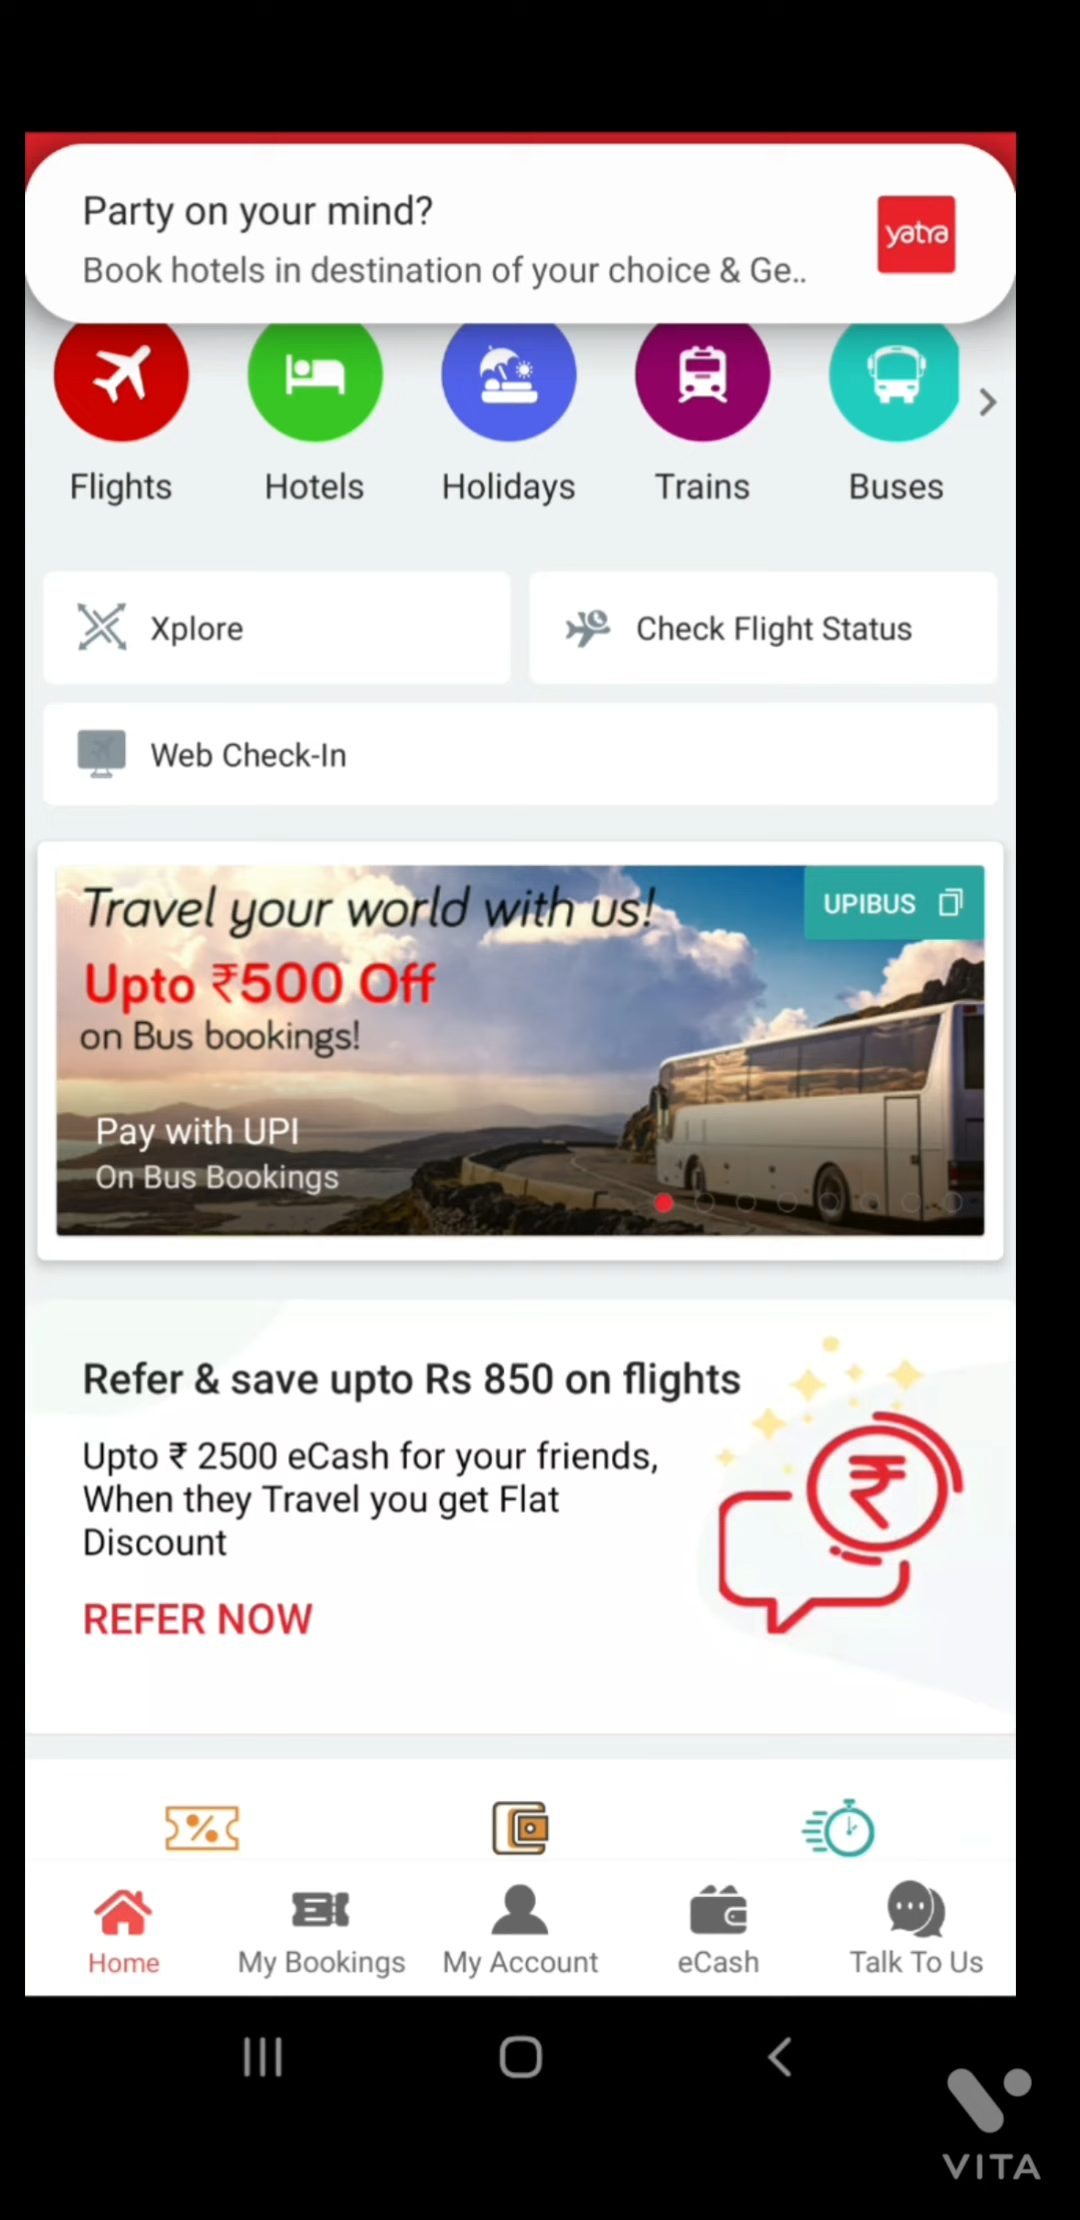 Party on your mind?
Book hotels in destination of your choice & Ge..
yatra
Flights
Hotels
Holidays
Trains
Buses
Xplore
Check Flight Status
Web Check-In
Travel your world with us!
UPIBUS
Upto ₹500 Off
on Bus bookings!
Pay with UPI
On Bus Bookings
Refer & save upto Rs 850 on flights
Upto ₹ 2500 eCash for your friends,
When they Travel you get Flat
Discount
REFER NOW
Home
My Bookings
My Account
eCash
Talk To Us
VITA